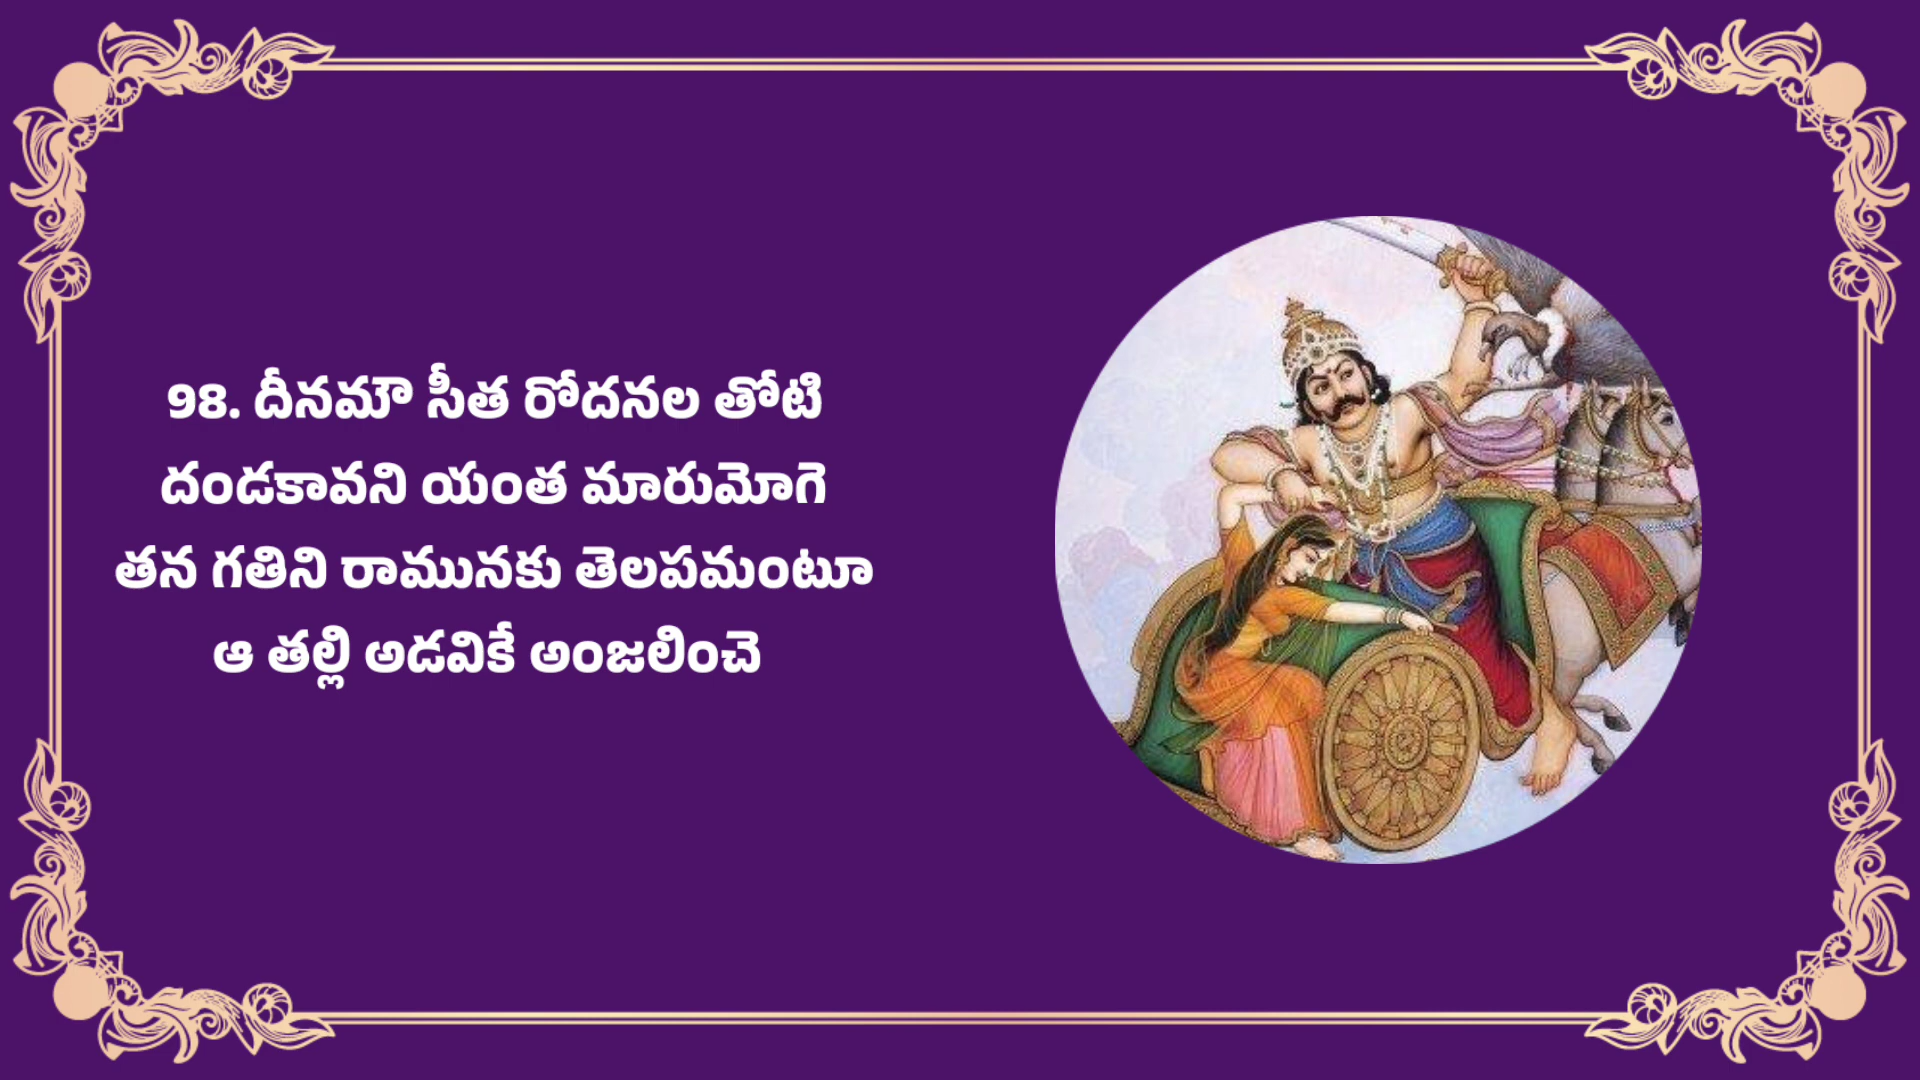 98. దీనమౌ సీత రోదనల తోటి
దండకావని యంత మారుమోగె
తన గతిని రామునకు తెలపమంటూ
ఆ తల్లి అడవికే అంజలించె